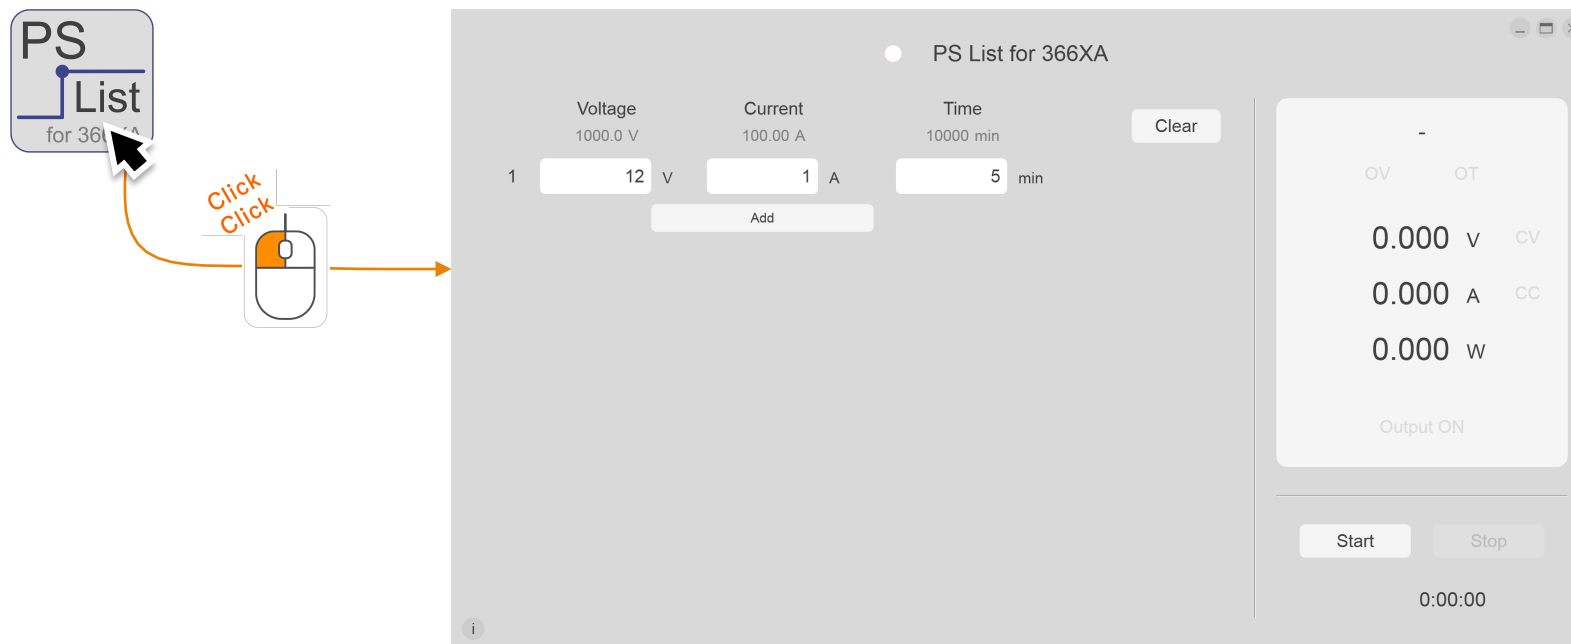 PS
List
for 366XA
Click
Click
PS List for 366XA
Voltage Current Time
1000.0 V 100.00 A 10000 min
Clear
1 12 V 1 A 5 min
Add
-
OV OT
0.000 V CV
0.000 A CC
0.000 W
Output ON
Start Stop
0:00:00
i